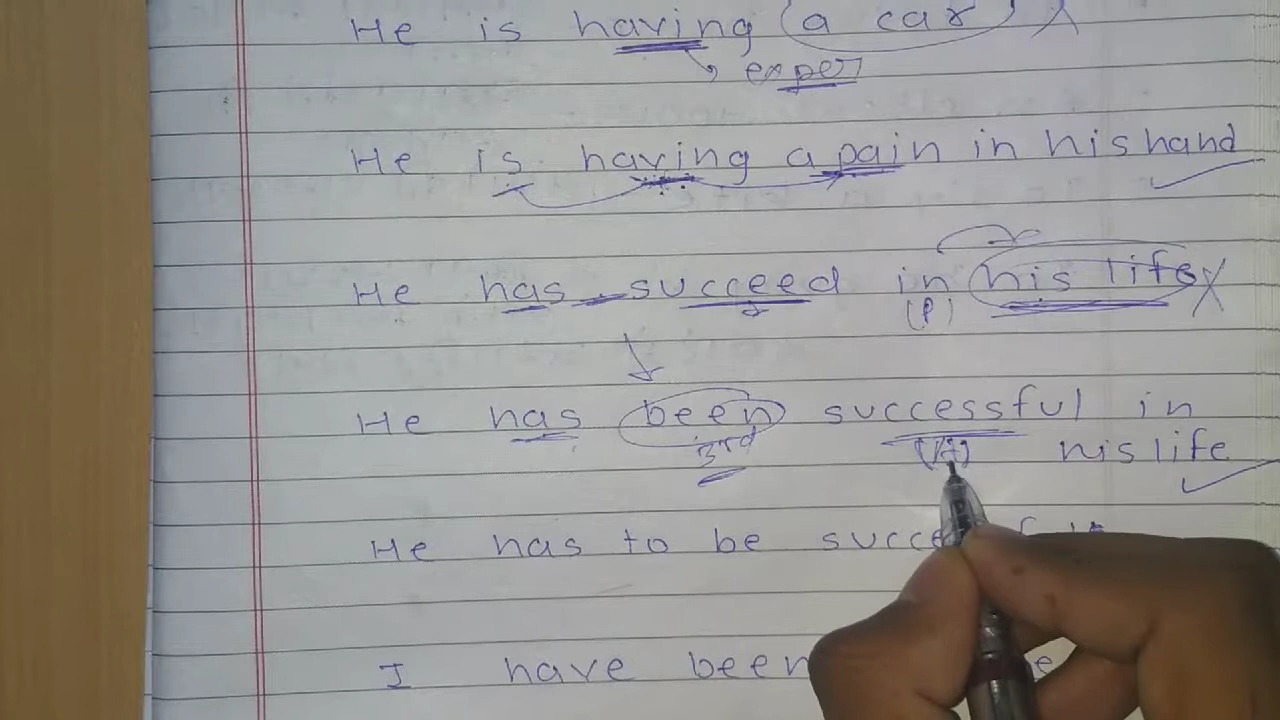 He is having (a car) X
exper
He is having a pain in his hand
He has succeed in his life X
(P)
He has been successful in
3rd (A) his life
He has to be
I have been